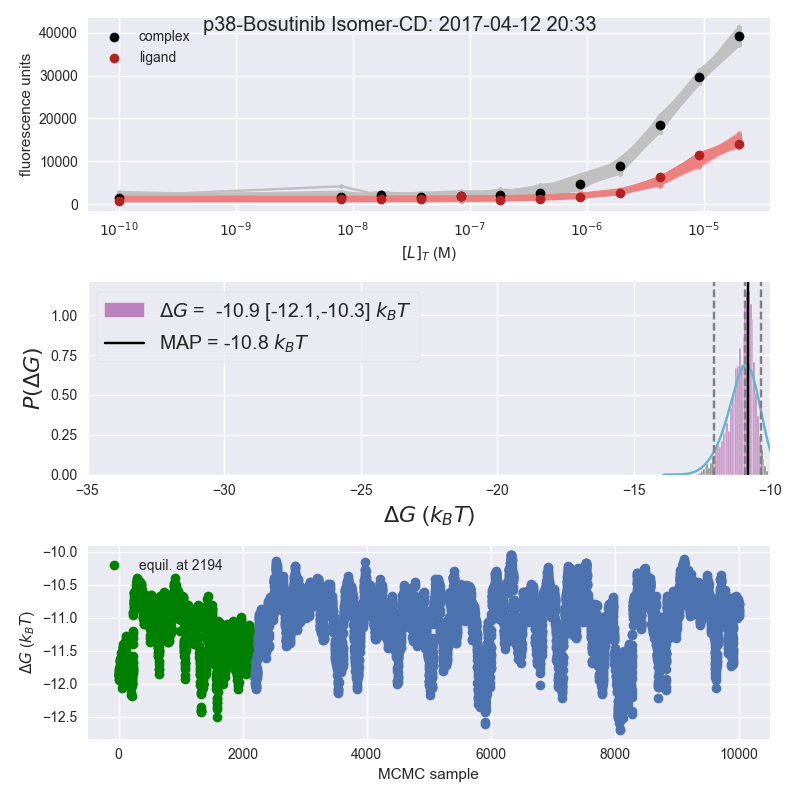 p38-Bosutinib Isomer-CD: 2017-04-12 20:33
40000
30000
20000
10000
0
fluorescence units
complex
ligand
10⁻¹⁰ 10⁻⁹ 10⁻⁸ 10⁻⁷ 10⁻⁶ 10⁻⁵
[L]_T (M)
1.00
0.75
0.50
0.25
0.00
P(ΔG)
ΔG = -10.9 [-12.1,-10.3] k_BT
MAP = -10.8 k_BT
−35 −30 −25 −20 −15 −10
ΔG (k_BT)
−10.0
−10.5
−11.0
−11.5
−12.0
−12.5
ΔG (k_BT)
equil. at 2194
0 2000 4000 6000 8000 10000
MCMC sample